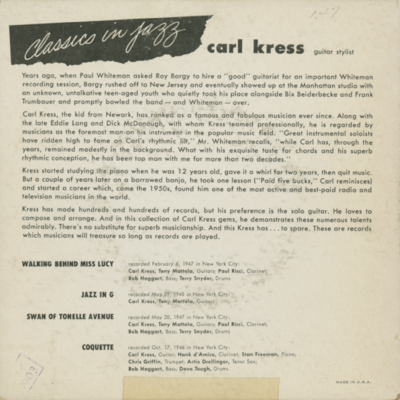 Classics in jazz
carl kress guitar stylist
Years ago, when Paul Whiteman asked Roy Bargy to hire a "good" guitarist for an important Whiteman
recording session, Bargy rushed off to New Jersey and eventually showed up at the Manhattan studio with
an unknown, untalkative teen-aged youth who quietly took his place alongside Bix Beiderbecke and Frank
Trumbauer and promptly bowled the band — and Whiteman — over.
Carl Kress, the kid from Newark, has ranked as a famous and fabulous musician ever since. Along with
the late Eddie Lang and Dick McDonough, with whom Kress teamed professionally, he is regarded by
musicians as the foremost man on his instrument in the popular music field. "Great instrumental soloists
have ridden high to fame on Carl's rhythmic lilt," Mr. Whiteman recalls, "while Carl has, through the
years, remained modestly in the background. What with his exquisite taste for chords and his superb
rhythmic conception, he has been top man with me for more than two decades."
Kress started studying the piano when he was 12 years old, gave it a whirl for two years, then quit music.
But a couple of years later on a borrowed banjo, he took one lesson ("Paid five bucks," Carl reminisces)
and started a career which, came the 1950s, found him one of the most active and best-paid radio and
television musicians in the world.
Kress has made hundreds and hundreds of records, but his preference is the solo guitar. He loves to
compose and arrange. And in this collection of Carl Kress gems, he demonstrates these numerous talents
admirably. There's no substitute for superb musicianship. And this Kress has . . . to spare. These are records
which musicians will treasure so long as records are played.
WALKING BEHIND MISS LUCY recorded February 6, 1947 in New York City:
Carl Kress, Tony Mottola, Guitars; Paul Ricci, Clarinet;
Bob Haggart, Bass; Terry Snyder, Drums
JAZZ IN G recorded May 27, 1945 in New York City:
Carl Kress, Tony Mottola, Guitars
SWAN OF TONELLE AVENUE recorded May 20, 1947 in New York City:
Carl Kress, Tony Mottola, Guitars; Paul Ricci, Clarinet;
Bob Haggart, Bass; Terry Snyder, Drums
COQUETTE recorded Oct. 17, 1946 in New York City:
Carl Kress, Guitar; Hank d'Amico, Clarinet; Stan Freeman, Piano;
Chris Griffin, Trumpet; Artie Drellinger, Tenor Sax;
Bob Haggart, Bass; Dave Tough, Drums
MADE IN U.S.A.